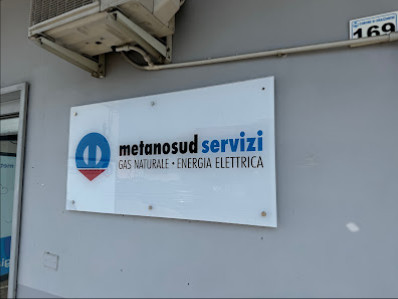 169
metanosud servizi
GAS NATURALE • ENERGIA ELETTRICA